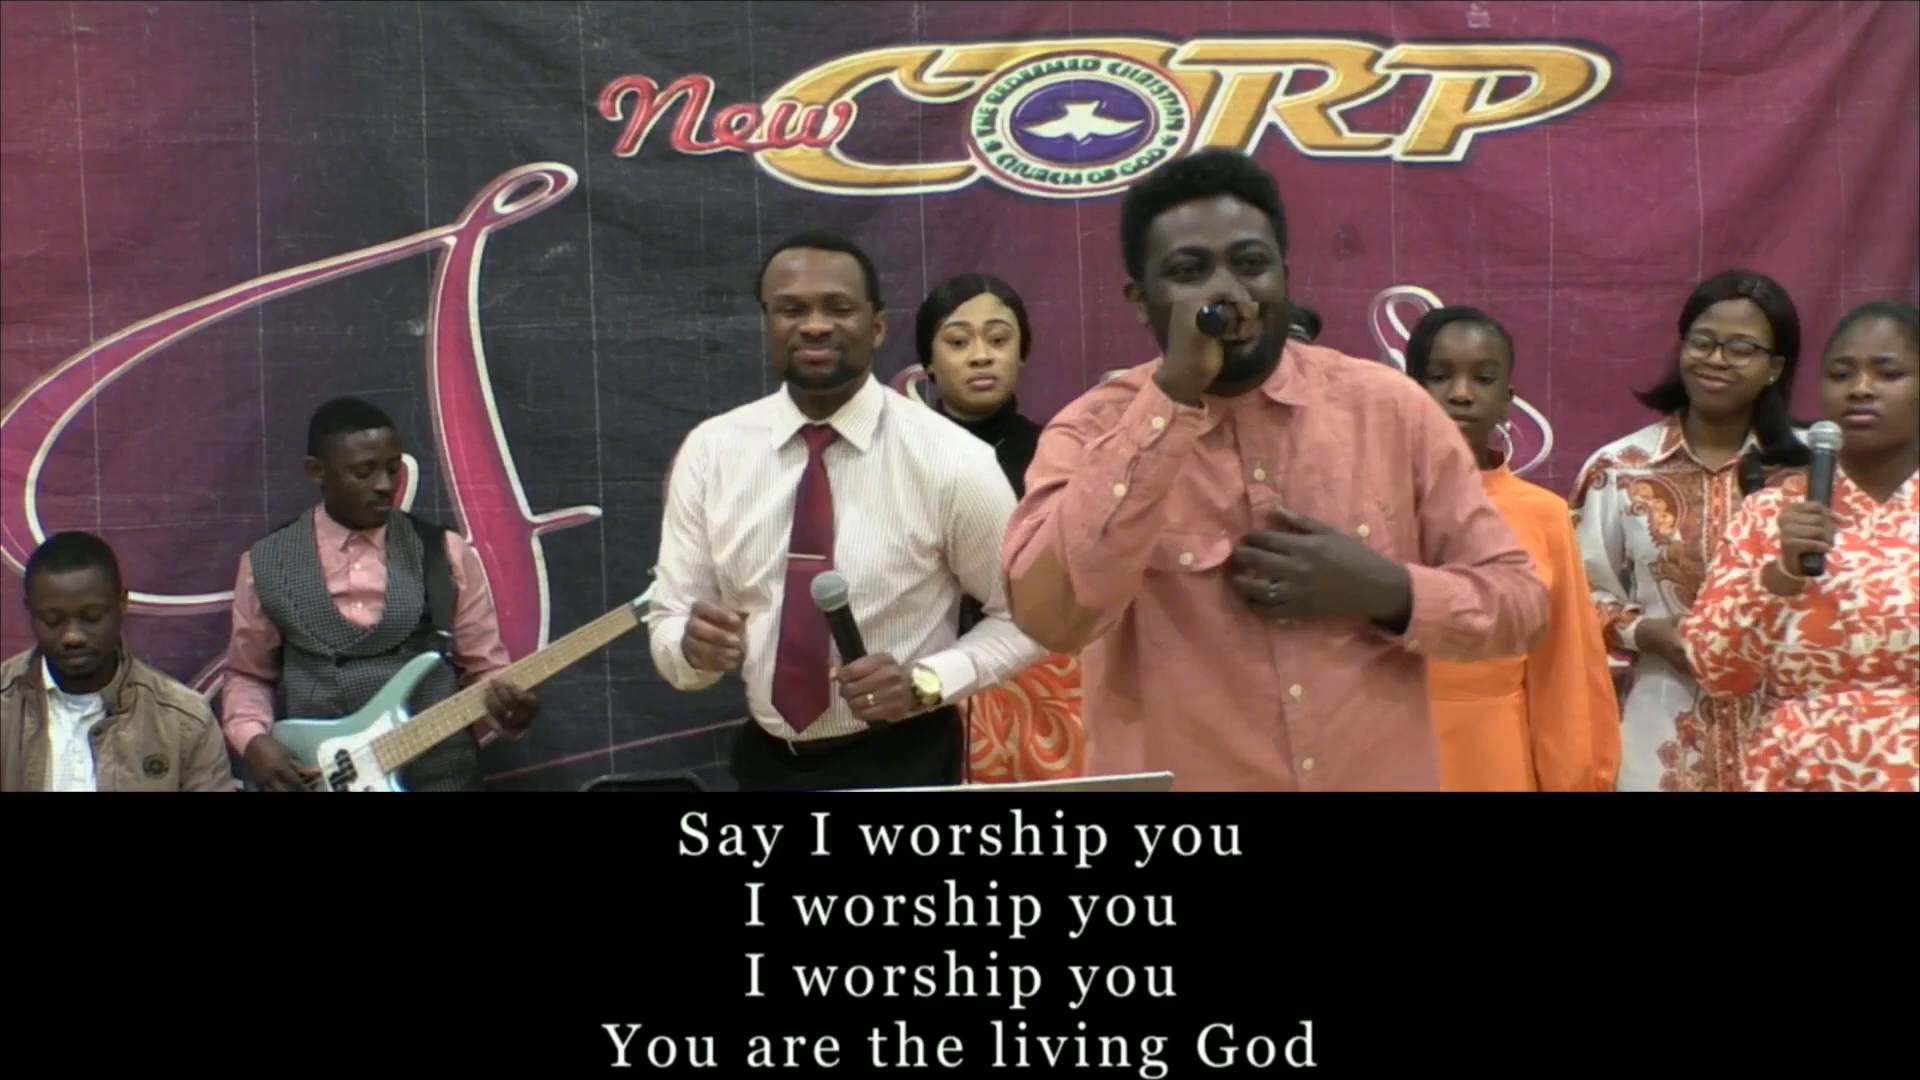 New CORP
THE REDEEMED CHRISTIAN
CHURCH OF GOD
Say I worship you
I worship you
I worship you
You are the living God